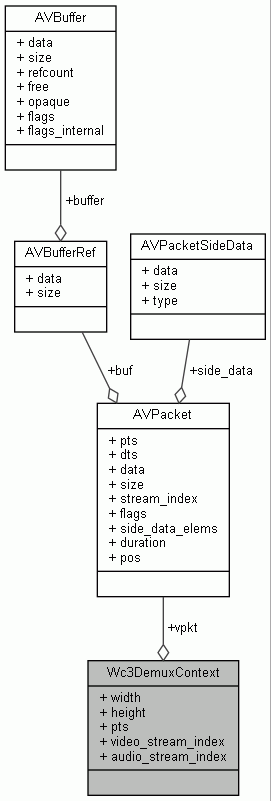 AVBuffer
+ data
+ size
+ refcount
+ free
+ opaque
+ flags
+ flags_internal
+buffer
AVBufferRef
+ data
+ size
AVPacketSideData
+ data
+ size
+ type
+buf
+side_data
AVPacket
+ pts
+ dts
+ data
+ size
+ stream_index
+ flags
+ side_data_elems
+ duration
+ pos
+vpkt
Wc3DemuxContext
+ width
+ height
+ pts
+ video_stream_index
+ audio_stream_index